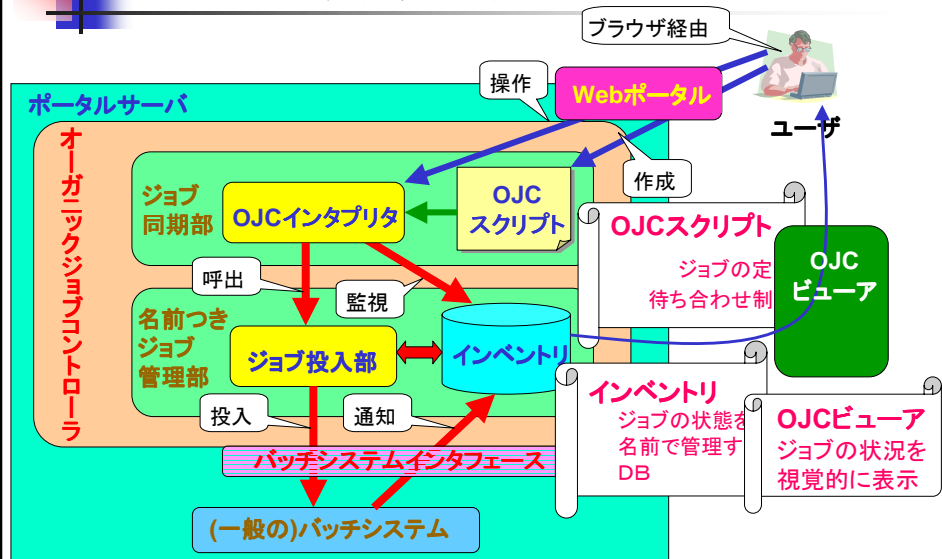 ブラウザ経由
操作
Webポータル
ポータルサーバ
ユーザ
オーガニックジョブコントローラ
作成
ジョブ
同期部
OJCインタプリタ
OJC
スクリプト
OJCスクリプト
ジョブの定
待ち合わせ制
OJC
ビューア
呼出
監視
名前つき
ジョブ
管理部
ジョブ投入部
インベントリ
インベントリ
ジョブの状態を
名前で管理す
DB
OJCビューア
ジョブの状況を
視覚的に表示
投入
通知
バッチシステムインタフェース
(一般の)バッチシステム